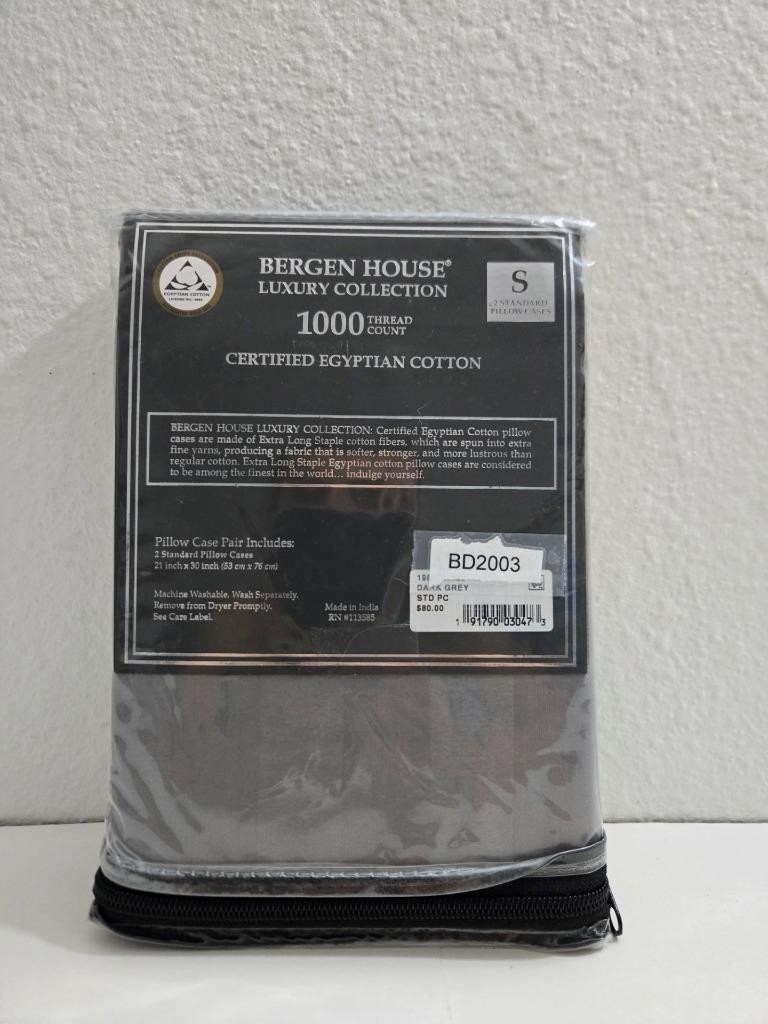 BERGEN HOUSE®
LUXURY COLLECTION
1000 THREAD COUNT
CERTIFIED EGYPTIAN COTTON
EGYPTIAN COTTON
S
2 STANDARD
PILLOW CASES
BERGEN HOUSE LUXURY COLLECTION: Certified Egyptian Cotton pillow
cases are made of Extra Long Staple cotton fibers, which are spun into extra
fine yarns, producing a fabric that is softer, stronger, and more lustrous than
regular cotton. Extra Long Staple Egyptian cotton pillow cases are considered
to be among the finest in the world... indulge yourself.
Pillow Case Pair Includes:
2 Standard Pillow Cases
21 inch x 30 inch (53 cm x 76 cm)
Machine Washable. Wash Separately.
Remove from Dryer Promptly.
See Care Label.
Made in India
RN #113585
BD2003
DARK GREY
STD PC
$80.00
1 91790 03047 3